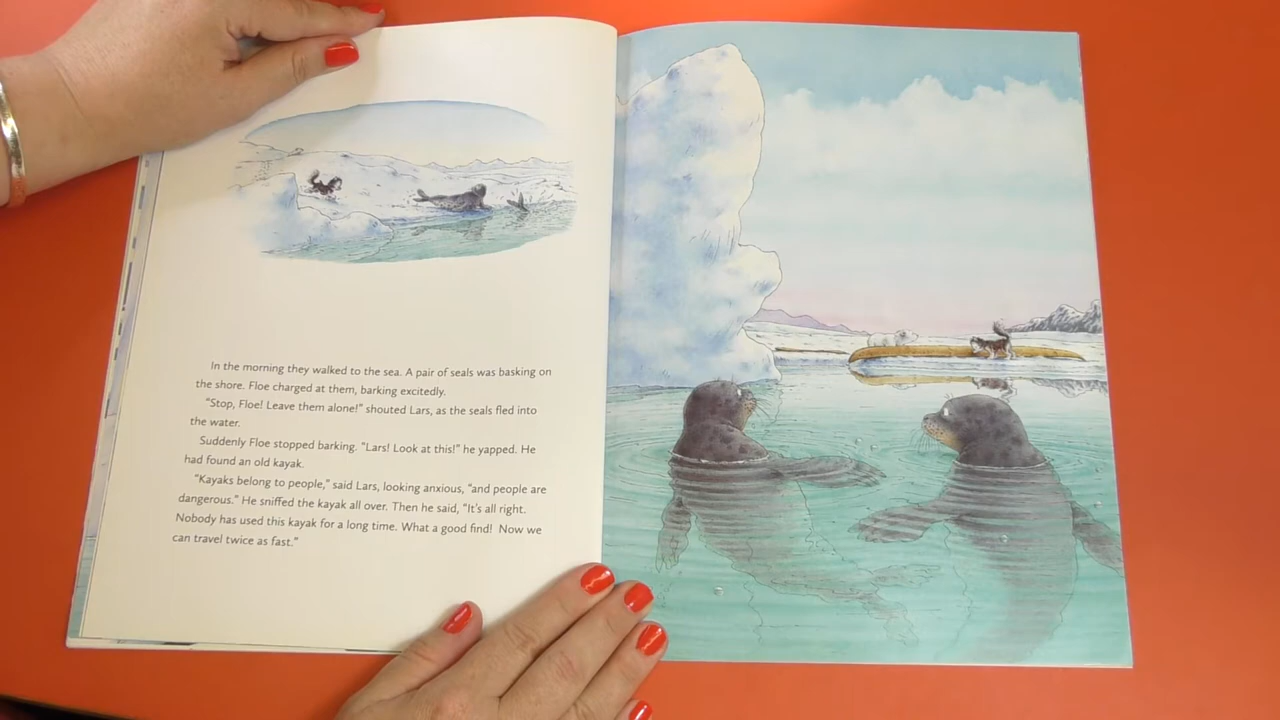 In the morning they walked to the sea. A pair of seals was basking on
the shore. Floe charged at them, barking excitedly.
“Stop, Floe! Leave them alone!” shouted Lars, as the seals fled into
the water.
Suddenly Floe stopped barking. “Lars! Look at this!” he yapped. He
had found an old kayak.
“Kayaks belong to people,” said Lars, looking anxious, “and people are
dangerous.” He sniffed the kayak all over. Then he said, “It’s all right.
Nobody has used this kayak for a long time. What a good find! Now we
can travel twice as fast.”